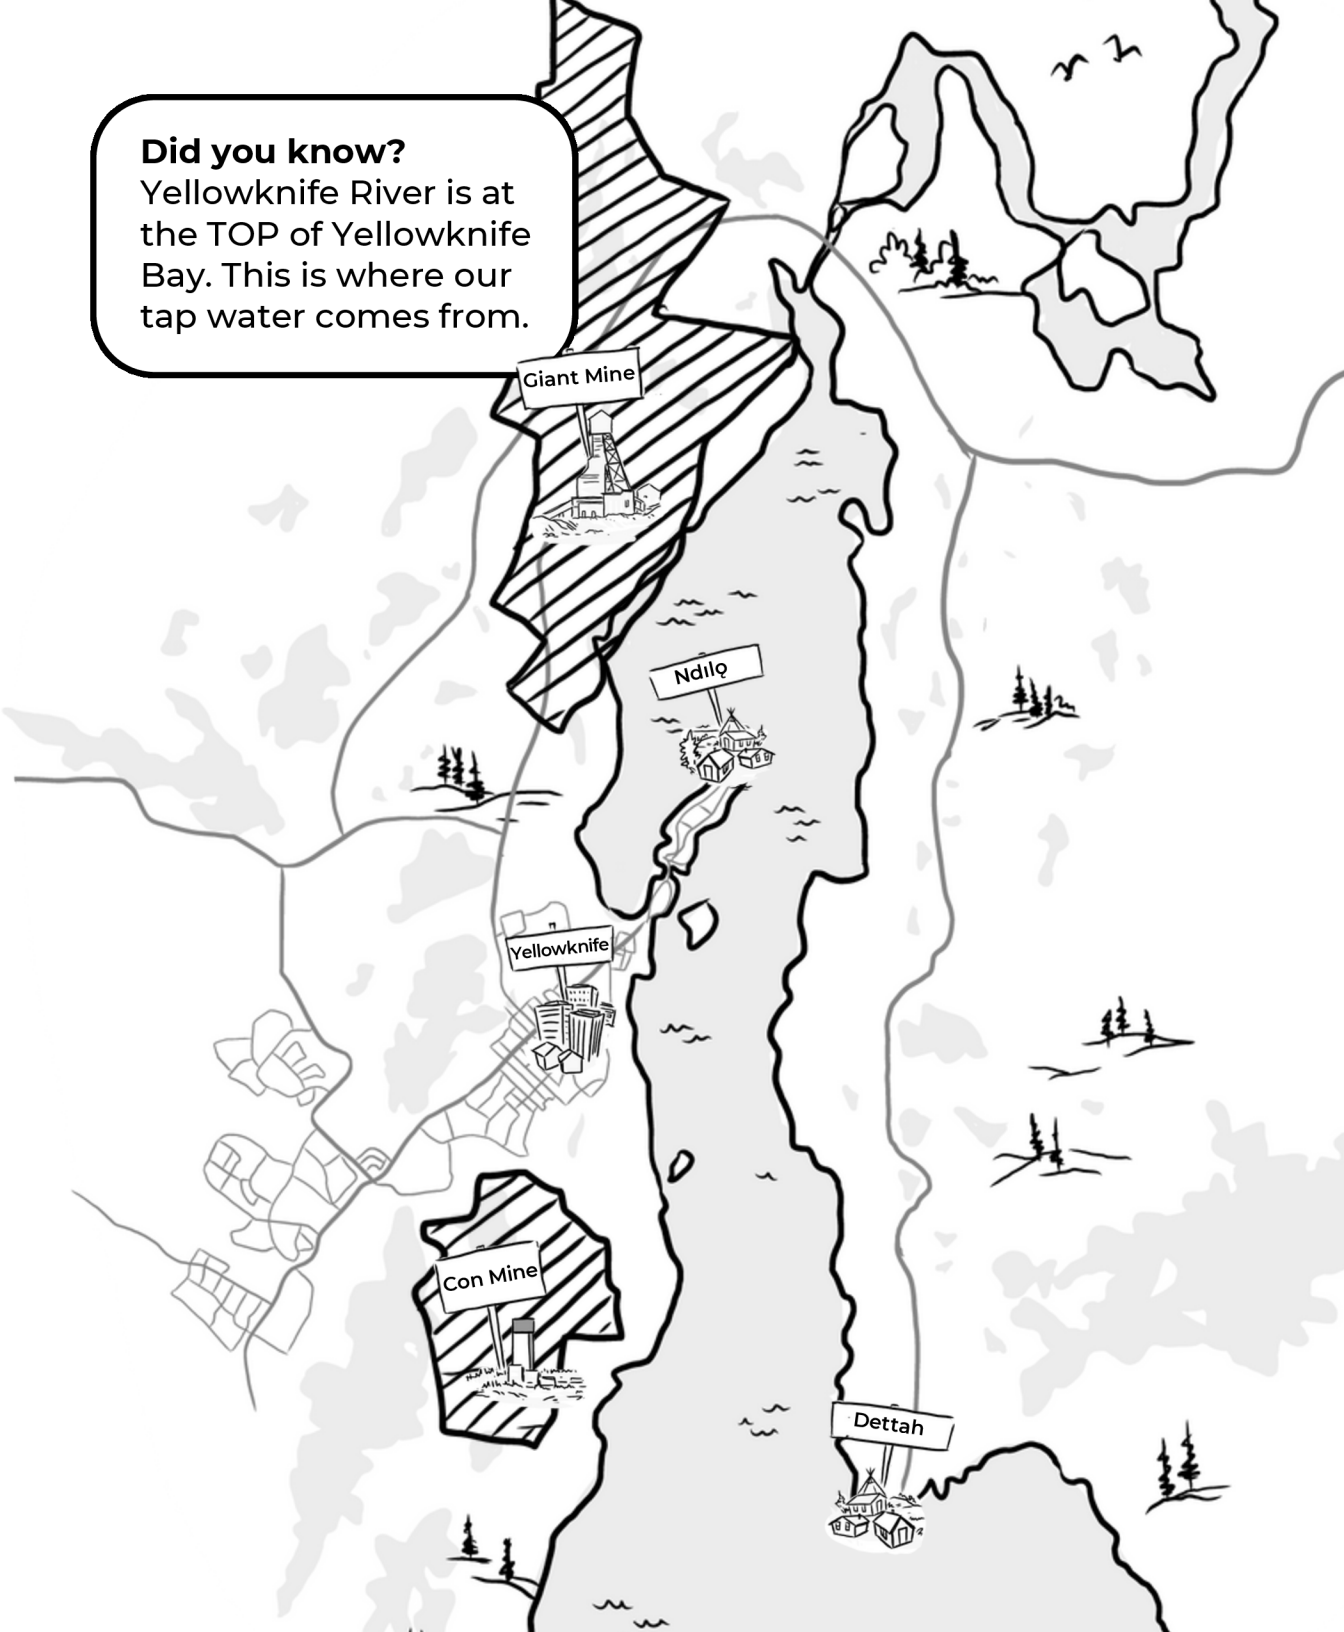 Did you know?
Yellowknife River is at
the TOP of Yellowknife
Bay. This is where our
tap water comes from.
Giant Mine
Ndılǫ
Yellowknife
Con Mine
Dettah